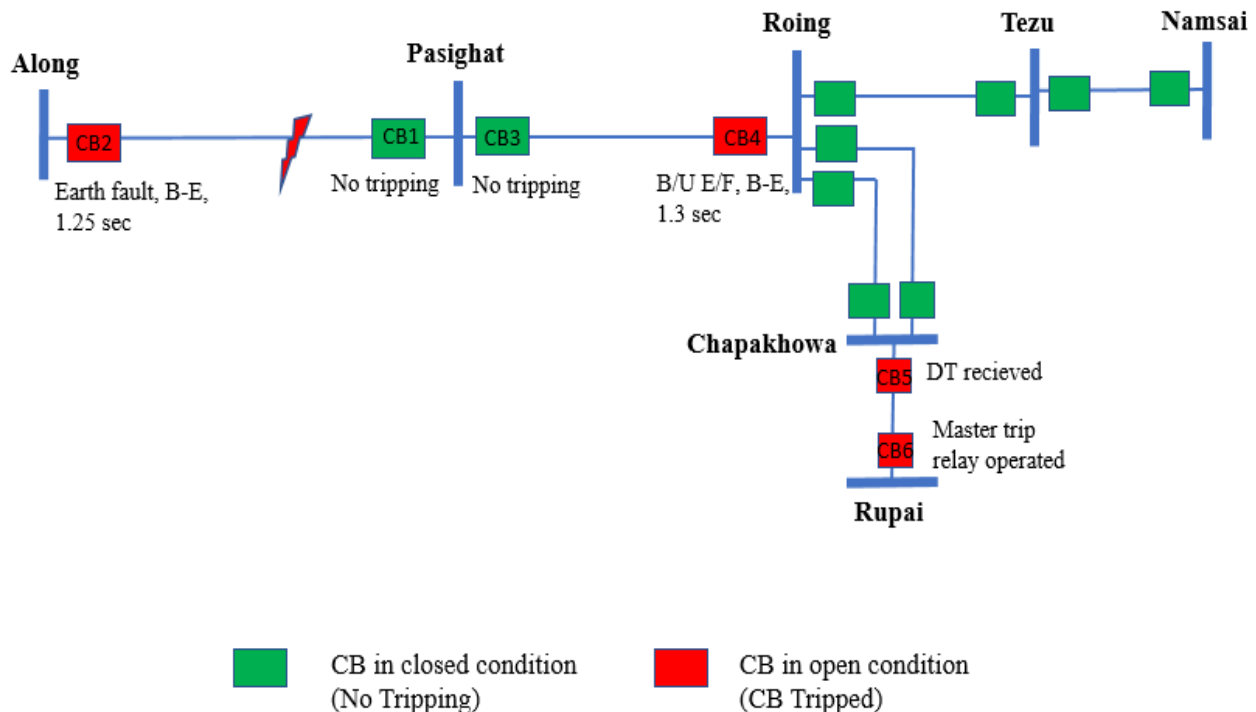 Roing
Tezu
Namsai
Pasighat
Along
CB2
CB1
CB3
CB4
Earth fault, B-E,
1.25 sec
No tripping
No tripping
B/U E/F, B-E,
1.3 sec
Chapakhowa
CB5
DT recieved
CB6
Master trip
relay operated
Rupai
CB in closed condition
(No Tripping)
CB in open condition
(CB Tripped)